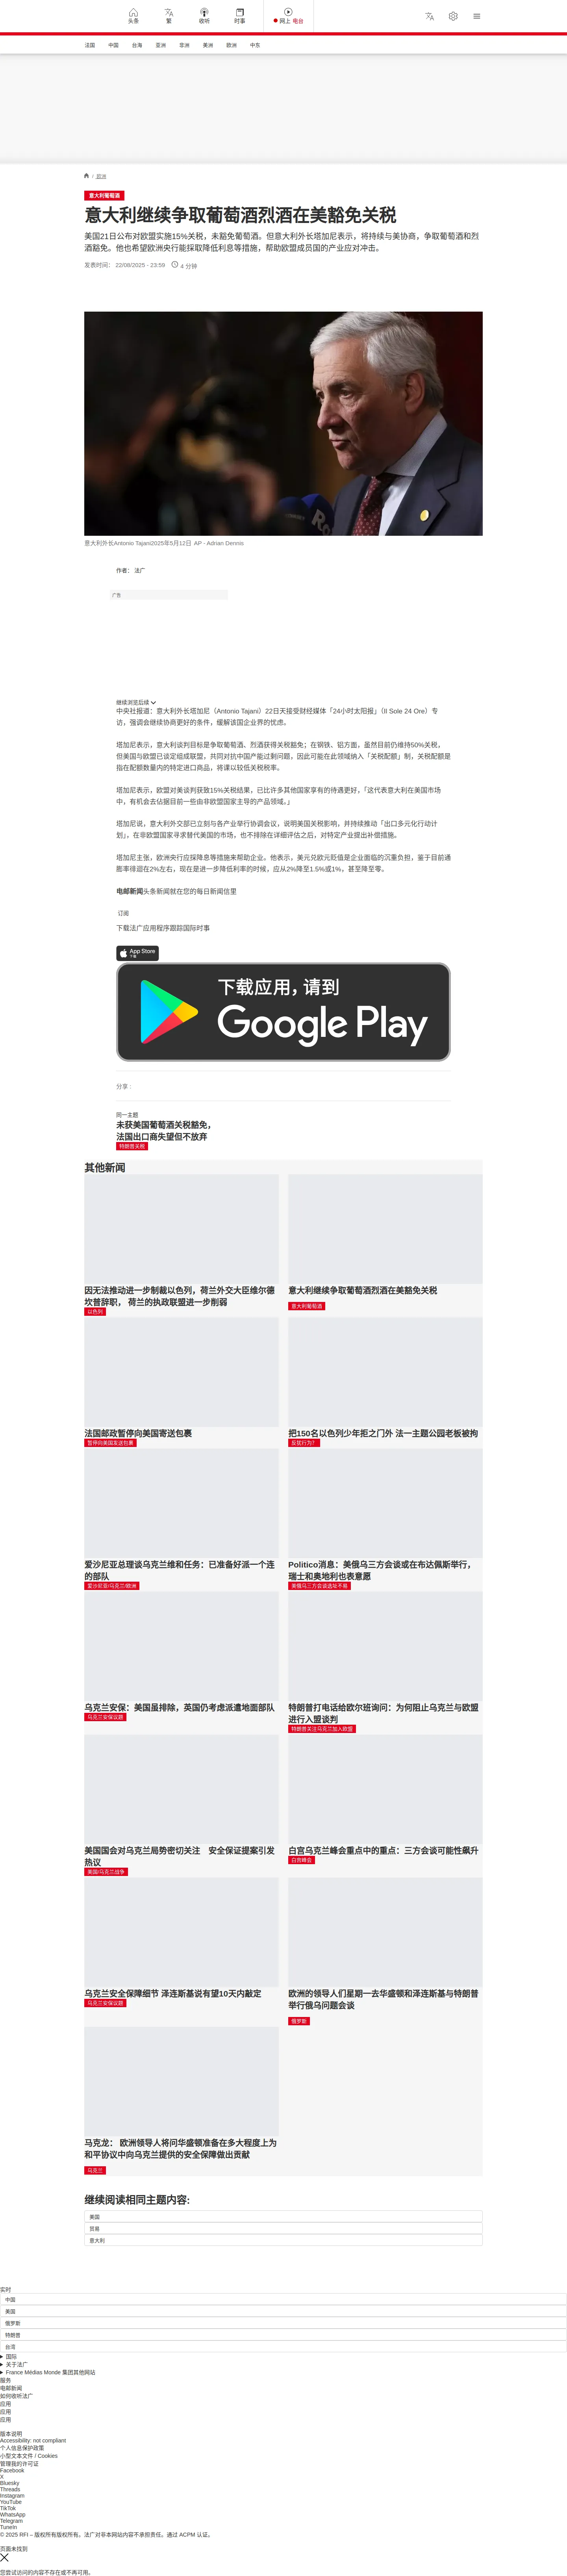 头条
繁
收听
时事
网上 电台
法国
中国
台海
亚洲
非洲
美洲
欧洲
中东
/ 欧洲
意大利葡萄酒
意大利继续争取葡萄酒烈酒在美豁免关税
美国21日公布对欧盟实施15%关税，未豁免葡萄酒。但意大利外长塔加尼表示，将持续与美协商，争取葡萄酒和烈
酒豁免。他也希望欧洲央行能採取降低利息等措施，帮助欧盟成员国的产业应对冲击。
发表时间： 22/08/2025 - 23:59
4 分钟
意大利外长Antonio Tajani2025年5月12日 AP - Adrian Dennis
作者： 法广
广告
继续浏览后续
中央社报道：意大利外长塔加尼（Antonio Tajani）22日天接受财经媒体「24小时太阳报」（Il Sole 24 Ore）专
访，强调会继续协商更好的条件，缓解该国企业界的忧虑。
塔加尼表示，意大利谈判目标是争取葡萄酒、烈酒获得关税豁免；在钢铁、铝方面，虽然目前仍维持50%关税，
但美国与欧盟已谈定组成联盟，共同对抗中国产能过剩问题，因此可能在此领域纳入「关税配额」制，关税配额是
指在配额数量内的特定进口商品，将课以较低关税税率。
塔加尼表示，欧盟对美谈判获致15%关税结果，已比许多其他国家享有的待遇更好，「这代表意大利在美国市场
中，有机会去佔据目前一些由非欧盟国家主导的产品领域。」
塔加尼说，意大利外交部已立刻与各产业举行协调会议，说明美国关税影响，并持续推动「出口多元化行动计
划」，在非欧盟国家寻求替代美国的市场，也不排除在详细评估之后，对特定产业提出补偿措施。
塔加尼主张，欧洲央行应採降息等措施来帮助企业。他表示，美元兑欧元贬值是企业面临的沉重负担，鉴于目前通
膨率徘迴在2%左右，现在是进一步降低利率的时候，应从2%降至1.5%或1%，甚至降至零。
电邮新闻头条新闻就在您的每日新闻信里
订阅
下载法广应用程序跟踪国际时事
App Store
下载
下载应用，请到
Google Play
分享 :
同一主题
未获美国葡萄酒关税豁免，
法国出口商失望但不放弃
特朗普关税
其他新闻
因无法推动进一步制裁以色列，荷兰外交大臣维尔德
坎普辞职， 荷兰的执政联盟进一步削弱
以色列
意大利继续争取葡萄酒烈酒在美豁免关税
意大利葡萄酒
法国邮政暂停向美国寄送包裹
暂停向美国发送包裹
把150名以色列少年拒之门外 法一主题公园老板被拘
反犹行为？
爱沙尼亚总理谈乌克兰维和任务：已准备好派一个连
的部队
爱沙尼亚/乌克兰/欧洲
Politico消息：美俄乌三方会谈或在布达佩斯举行，
瑞士和奥地利也表意愿
美俄乌三方会谈选址不易
乌克兰安保：美国虽排除，英国仍考虑派遣地面部队
乌克兰安保议题
特朗普打电话给欧尔班询问：为何阻止乌克兰与欧盟
进行入盟谈判
特朗普关注乌克兰加入欧盟
美国国会对乌克兰局势密切关注 安全保证提案引发
热议
美国/乌克兰战争
白宫乌克兰峰会重点中的重点：三方会谈可能性飙升
白宫峰会
乌克兰安全保障细节 泽连斯基说有望10天内敲定
乌克兰安保议题
欧洲的领导人们星期一去华盛顿和泽连斯基与特朗普
举行俄乌问题会谈
俄罗斯
马克龙： 欧洲领导人将问华盛顿准备在多大程度上为
和平协议中向乌克兰提供的安全保障做出贡献
乌克兰
继续阅读相同主题内容:
美国
贸易
意大利
实时
中国
美国
俄罗斯
特朗普
台湾
国际
关于法广
France Médias Monde 集团其他网站
服务
电邮新闻
如何收听法广
应用
应用
应用
版本说明
Accessibility: not compliant
个人信息保护政策
小型文本文件 / Cookies
管理我的许可证
Facebook
X
Bluesky
Threads
Instagram
YouTube
TikTok
WhatsApp
Telegram
TuneIn
© 2025 RFI – 版权所有版权所有。法广对非本网站内容不承担责任。通过 ACPM 认证。
页面未找到
您尝试访问的内容不存在或不再可用。